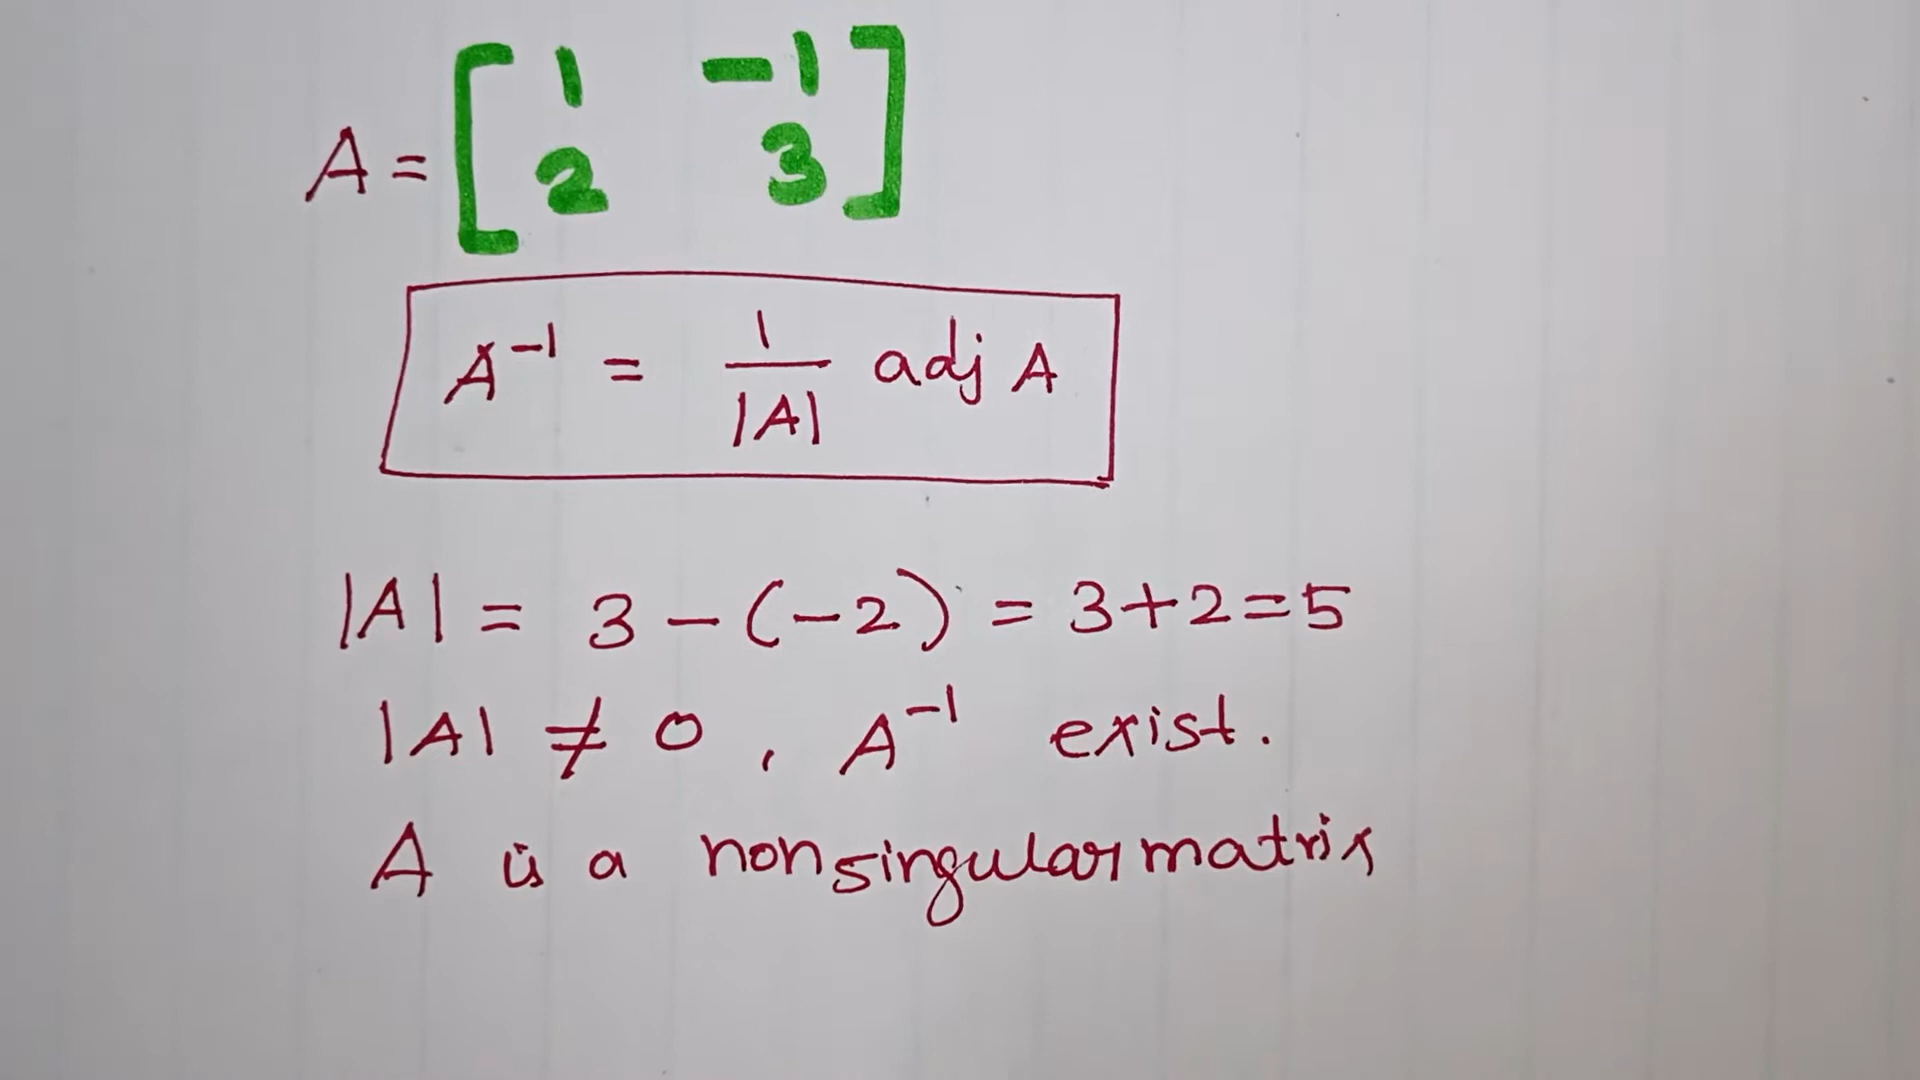 A = [ 1 -1
2 3 ]
A⁻¹ = 1/|A| adj A
|A| = 3 - (-2) = 3+2=5
|A| ≠ 0, A⁻¹ exist.
A is a nonsingular matrix